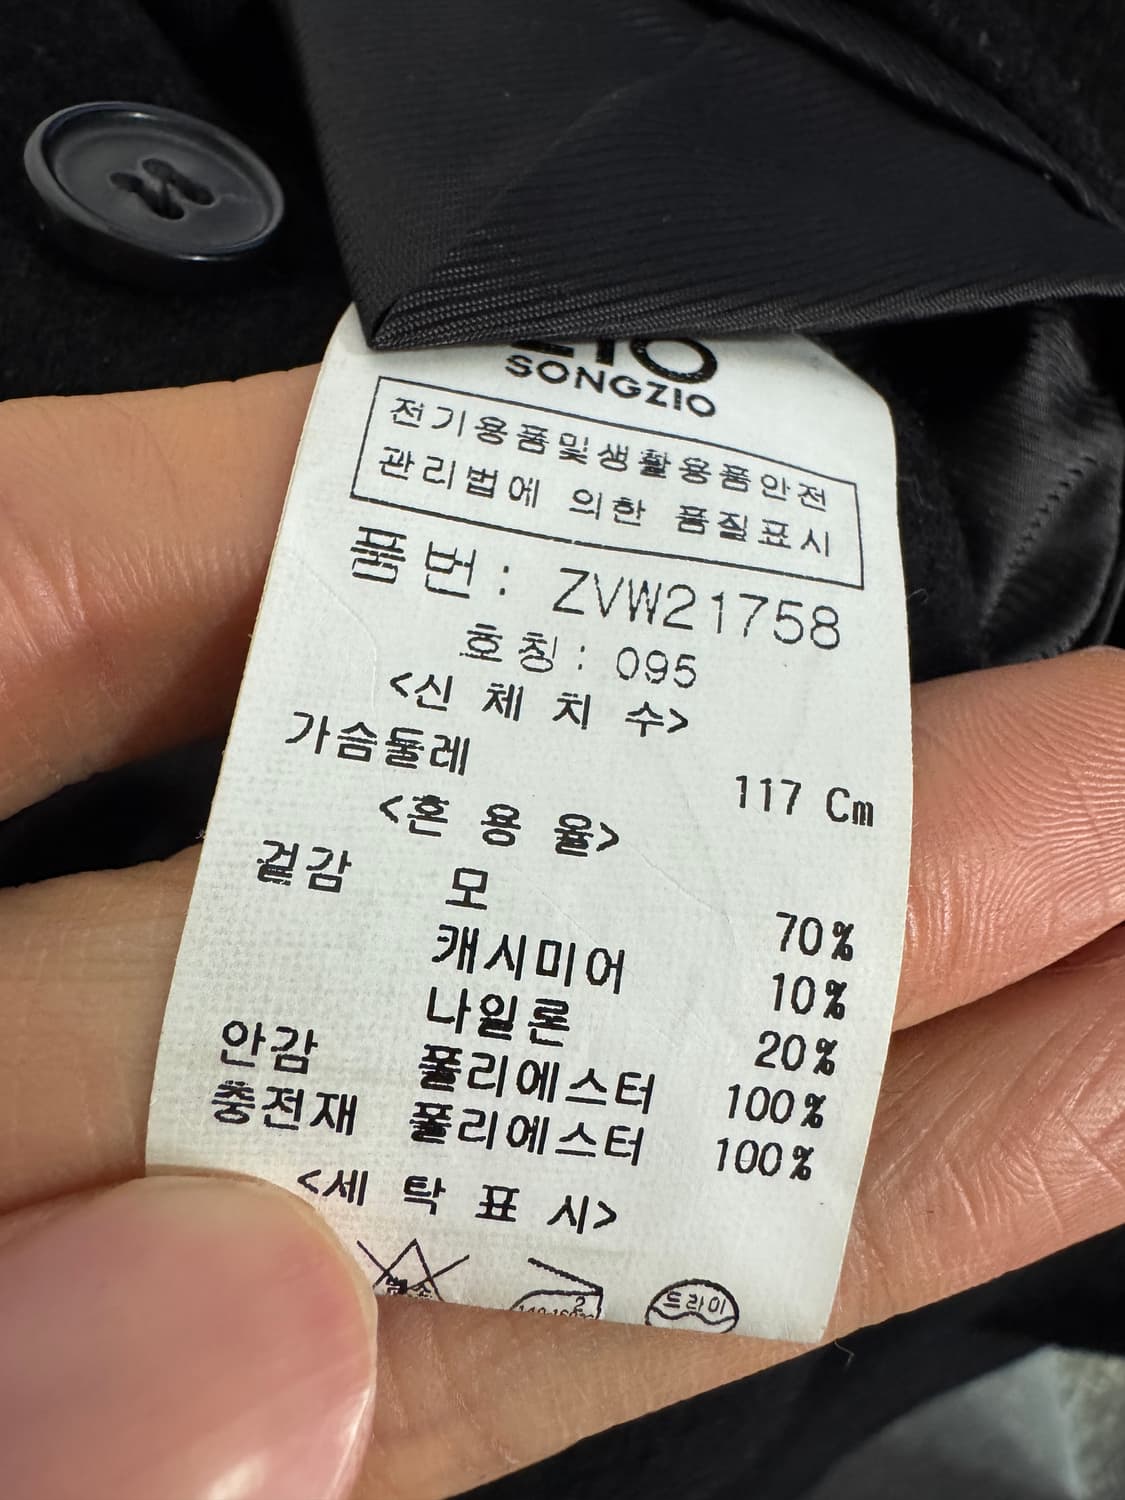 ZIO
SONGZIO
전기용품및생활용품안전
관리법에 의한 품질표시
품번: ZVW21758
호칭: 095
<신 체 치 수>
가슴둘레 117 Cm
<혼 용 율>
겉감 모 70%
캐시미어 10%
나일론 20%
안감 폴리에스터 100%
충전재 폴리에스터 100%
<세 탁 표 시>
드라이